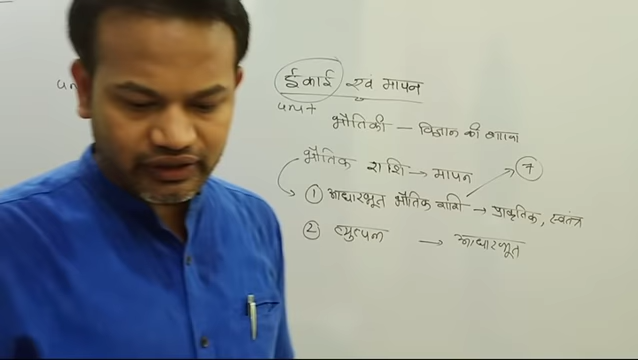 ईकाई एवं मापन
unit
भौतिकी – विज्ञान की शाखा
भौतिक राशि → मापन
① आधारभूत भौतिक राशि → प्राकृतिक, स्वतंत्र
7
② व्युत्पन्न → आधारभूत